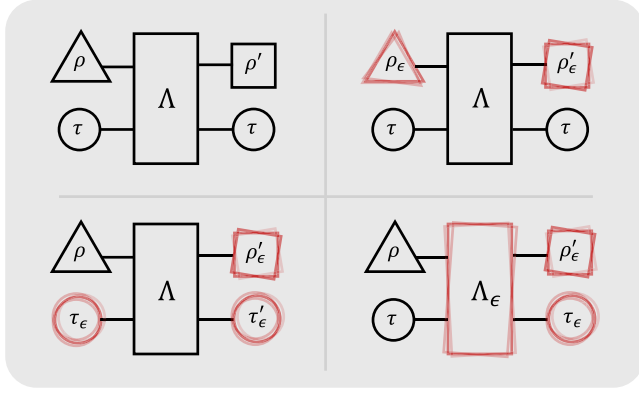 ρ ρ′
Λ
τ τ
ρ_ϵ ρ′_ϵ
Λ
τ τ
ρ ρ′_ϵ
Λ
τ_ϵ τ′_ϵ
ρ ρ′_ϵ
Λ_ϵ
τ τ_ϵ